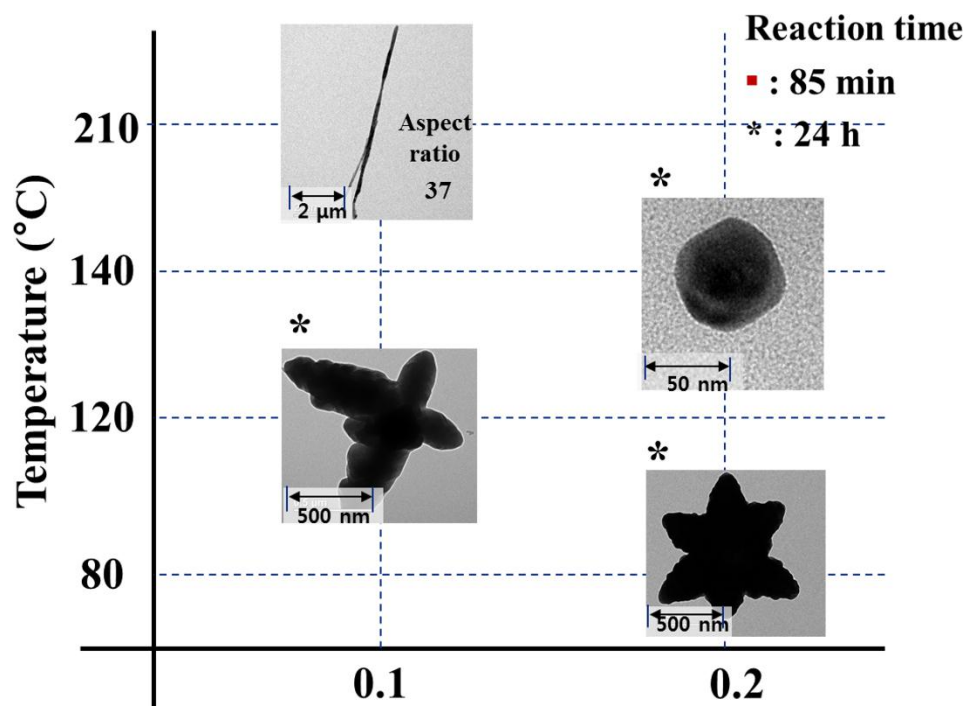 Reaction time
▪ : 85 min
* : 24 h
Temperature (°C)
210
140
120
80
Aspect
ratio
37
2 μm
*
50 nm
*
500 nm
*
500 nm
0.1
0.2